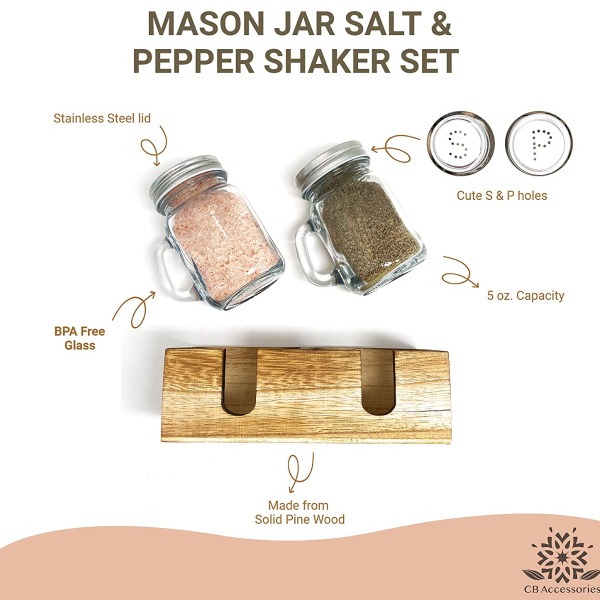 MASON JAR SALT &
PEPPER SHAKER SET
Stainless Steel lid
S
P
Cute S & P holes
5 oz. Capacity
BPA Free
Glass
Made from
Solid Pine Wood
CB Accessories